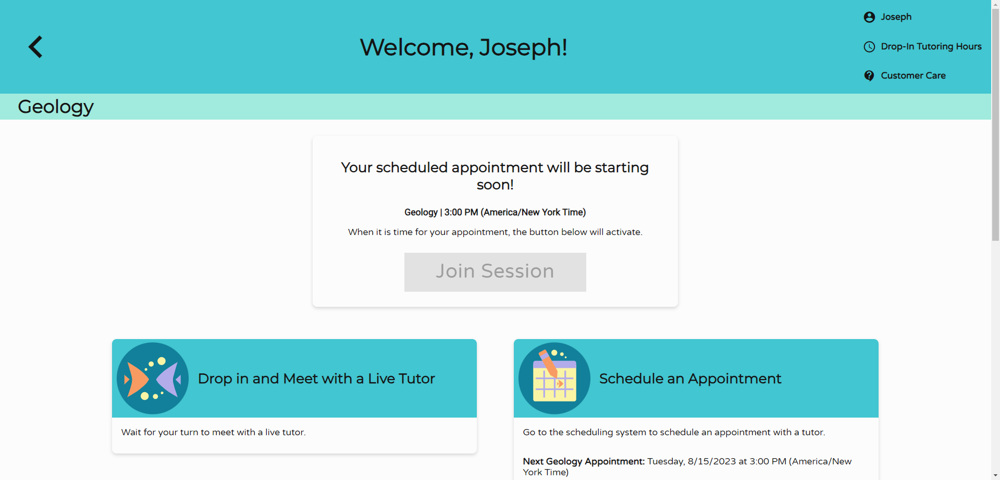 Welcome, Joseph!
Joseph
Drop-In Tutoring Hours
Customer Care
Geology
Your scheduled appointment will be starting
soon!
Geology | 3:00 PM (America/New York Time)
When it is time for your appointment, the button below will activate.
Join Session
Drop in and Meet with a Live Tutor
Wait for your turn to meet with a live tutor.
Schedule an Appointment
Go to the scheduling system to schedule an appointment with a tutor.
Next Geology Appointment: Tuesday, 8/15/2023 at 3:00 PM (America/New
York Time)